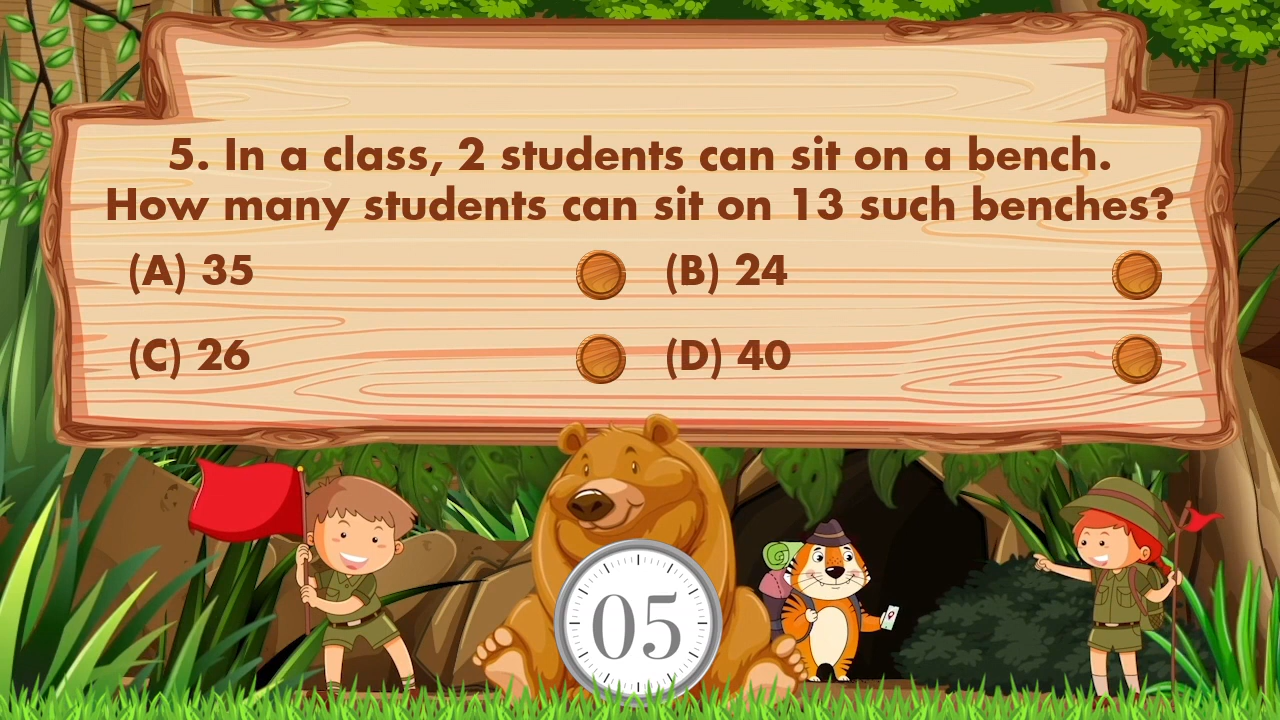 5. In a class, 2 students can sit on a bench.
How many students can sit on 13 such benches?
(A) 35
(B) 24
(C) 26
(D) 40
05